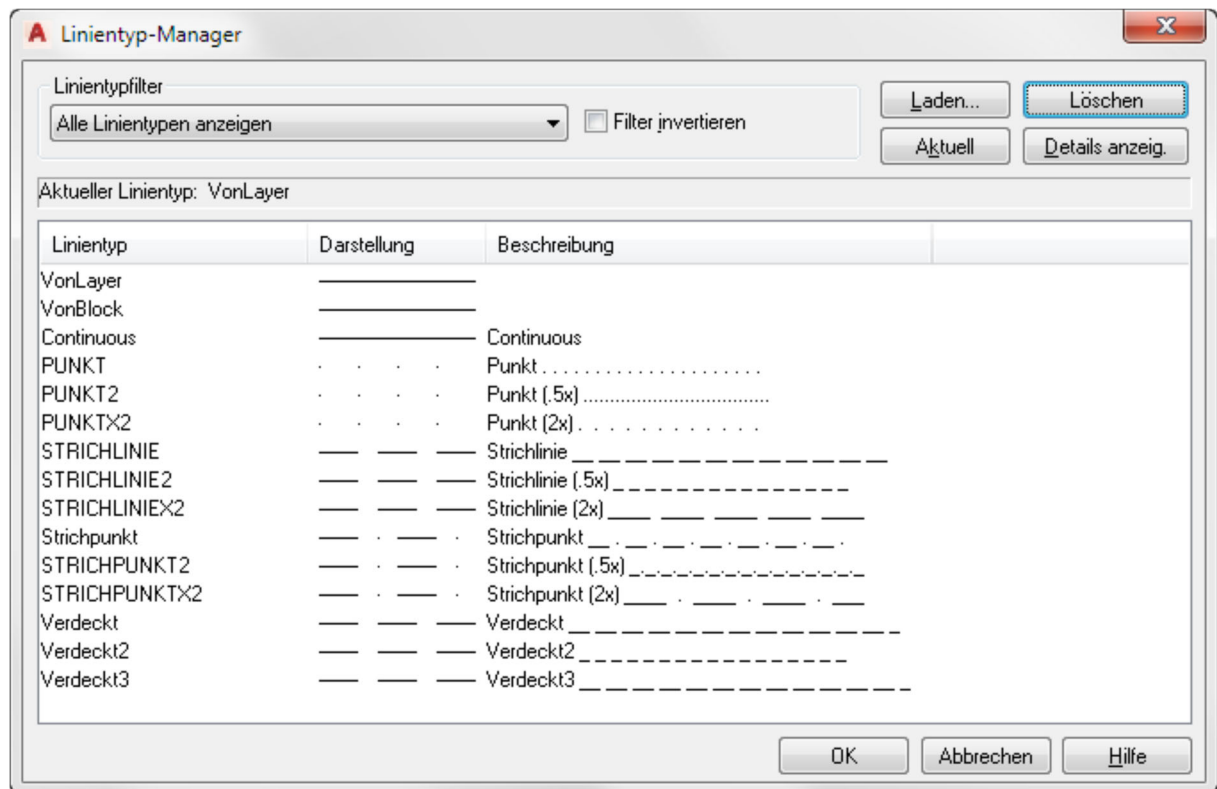 Linientyp-Manager
Linientypfilter
Alle Linientypen anzeigen
Filter invertieren
Laden...
Löschen
Aktuell
Details anzeig.
Aktueller Linientyp: VonLayer
Linientyp Darstellung Beschreibung
VonLayer
VonBlock
Continuous Continuous
PUNKT Punkt
PUNKT2 Punkt (.5x)
PUNKTX2 Punkt (2x)
STRICHLINIE Strichlinie
STRICHLINIE2 Strichlinie (.5x)
STRICHLINIEX2 Strichlinie (2x)
Strichpunkt Strichpunkt
STRICHPUNKT2 Strichpunkt (.5x)
STRICHPUNKTX2 Strichpunkt (2x)
Verdeckt Verdeckt
Verdeckt2 Verdeckt2
Verdeckt3 Verdeckt3
OK Abbrechen Hilfe